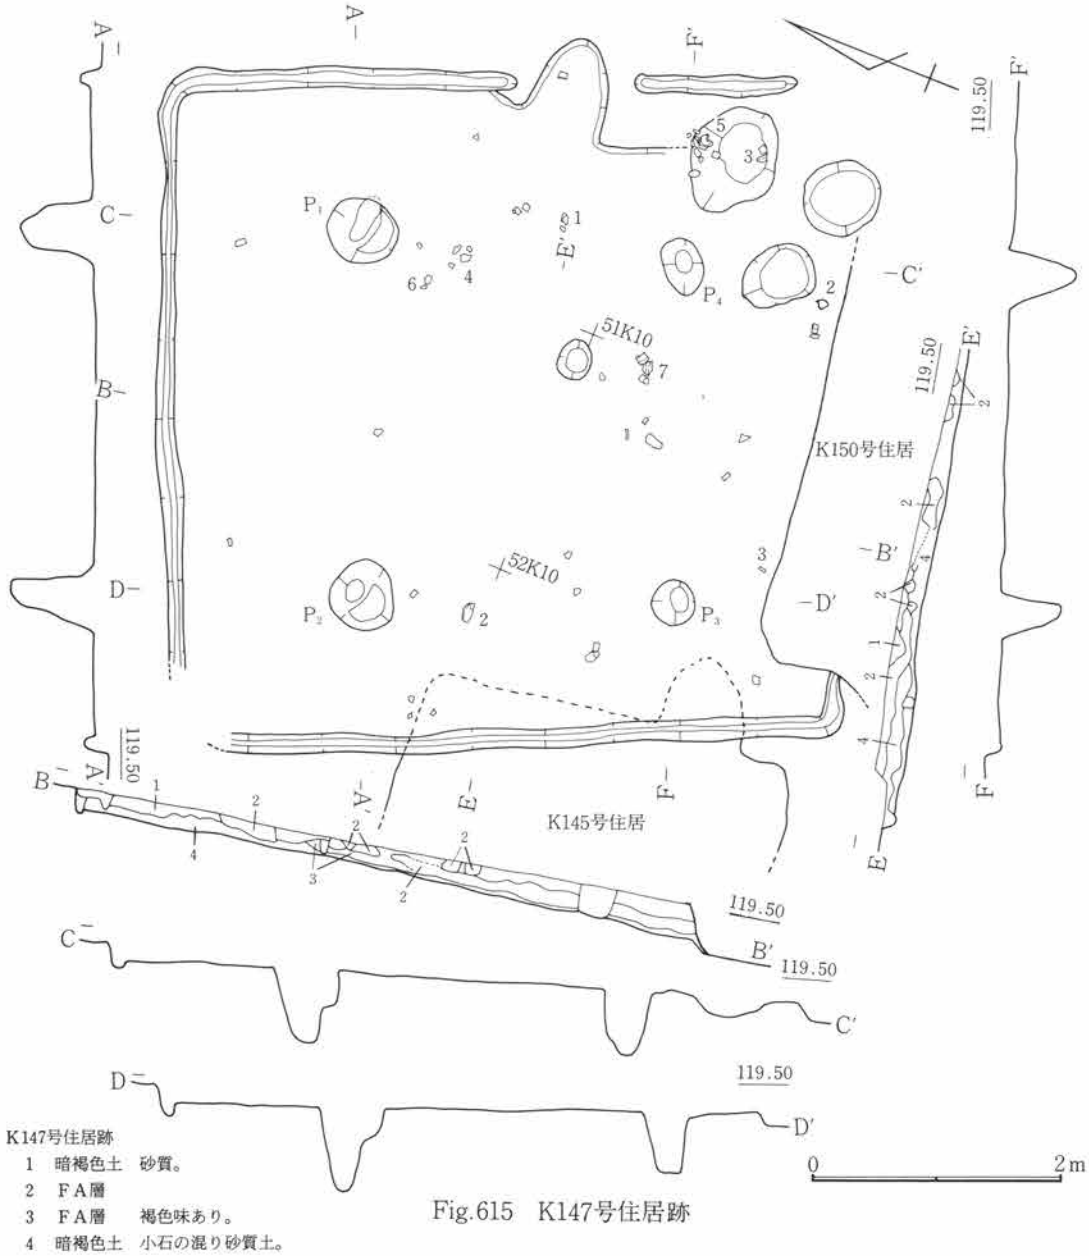 A
A
F'
F'
119.50
5
3
C
P₁
1
E'
4
6
P₄
2
C'
51K10
7
119.50
E'
2
B
K150号住居
2
B'
4
2
3
52K10
D
D'
P₂
2
P₃
1
2
4
119.50
A'
B
1
2
A'
E
F
F
2
K145号住居
2
4
3
2
E
119.50
B'
C
119.50
C'
D
119.50
D'
K147号住居跡
1 暗褐色土 砂質。
2 FA層
3 FA層 褐色味あり。
4 暗褐色土 小石の混り砂質土。
0 2m
Fig.615 K147号住居跡